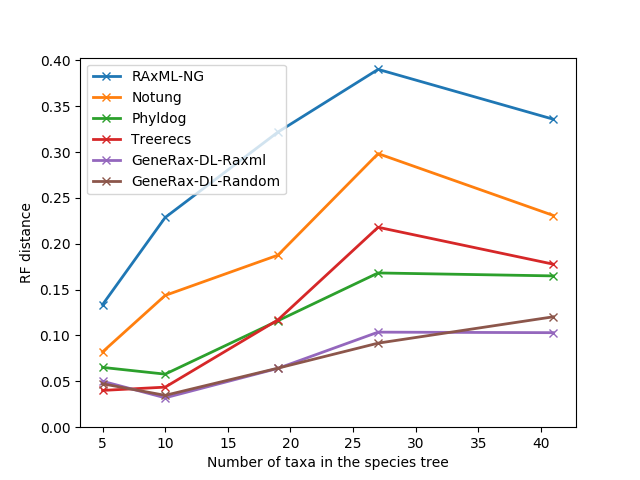 0.40
0.35
0.30
0.25
0.20
0.15
0.10
0.05
0.00
RF distance
RAxML-NG
Notung
Phyldog
Treerecs
GeneRax-DL-Raxml
GeneRax-DL-Random
5 10 15 20 25 30 35 40
Number of taxa in the species tree